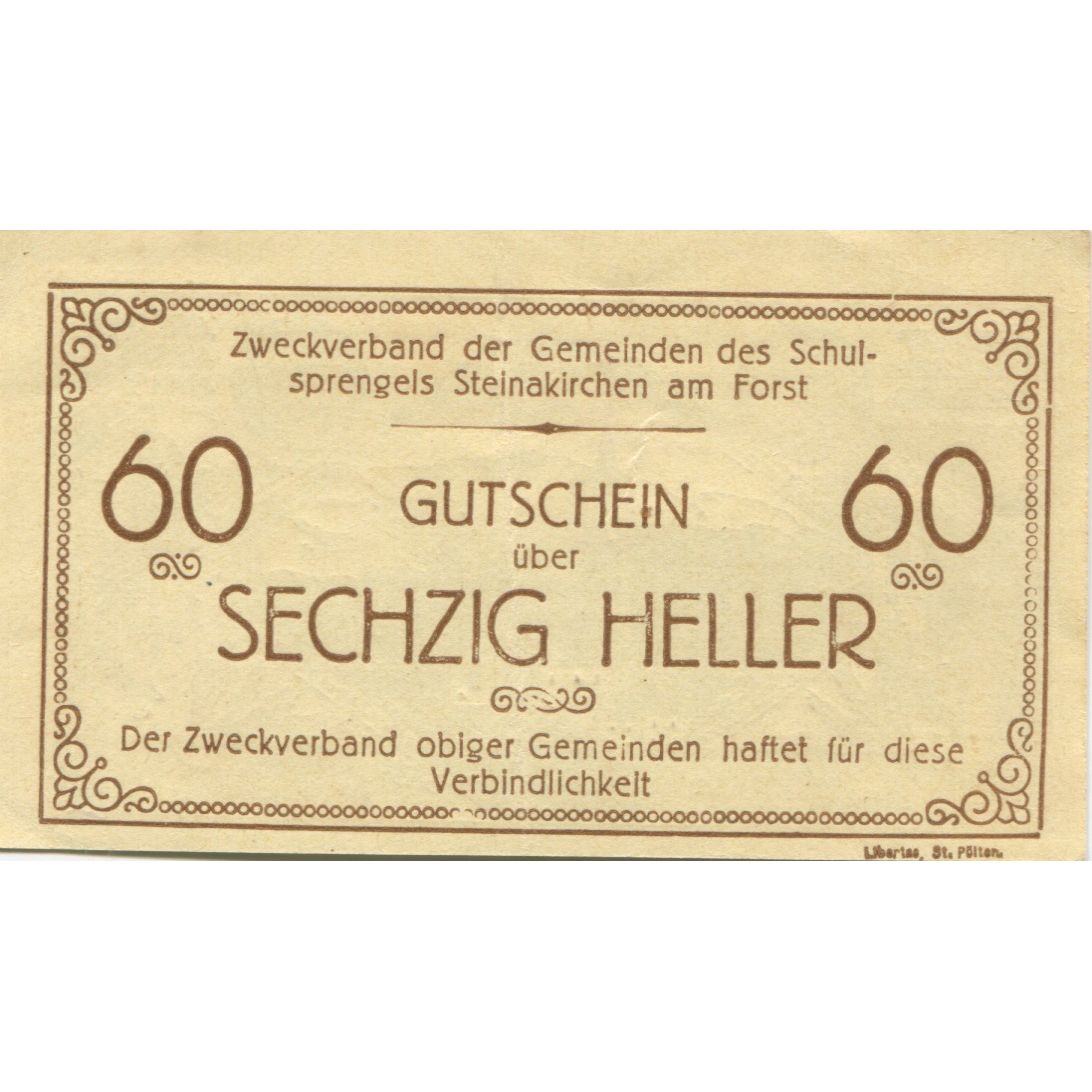 Zweckverband der Gemeinden des Schul-
sprengels Steinakirchen am Forst
60 GUTSCHEIN 60
über
SECHZIG HELLER
Der Zweckverband obiger Gemeinden haftet für diese
Verbindlichkeit
Libertas, St. Pölten.